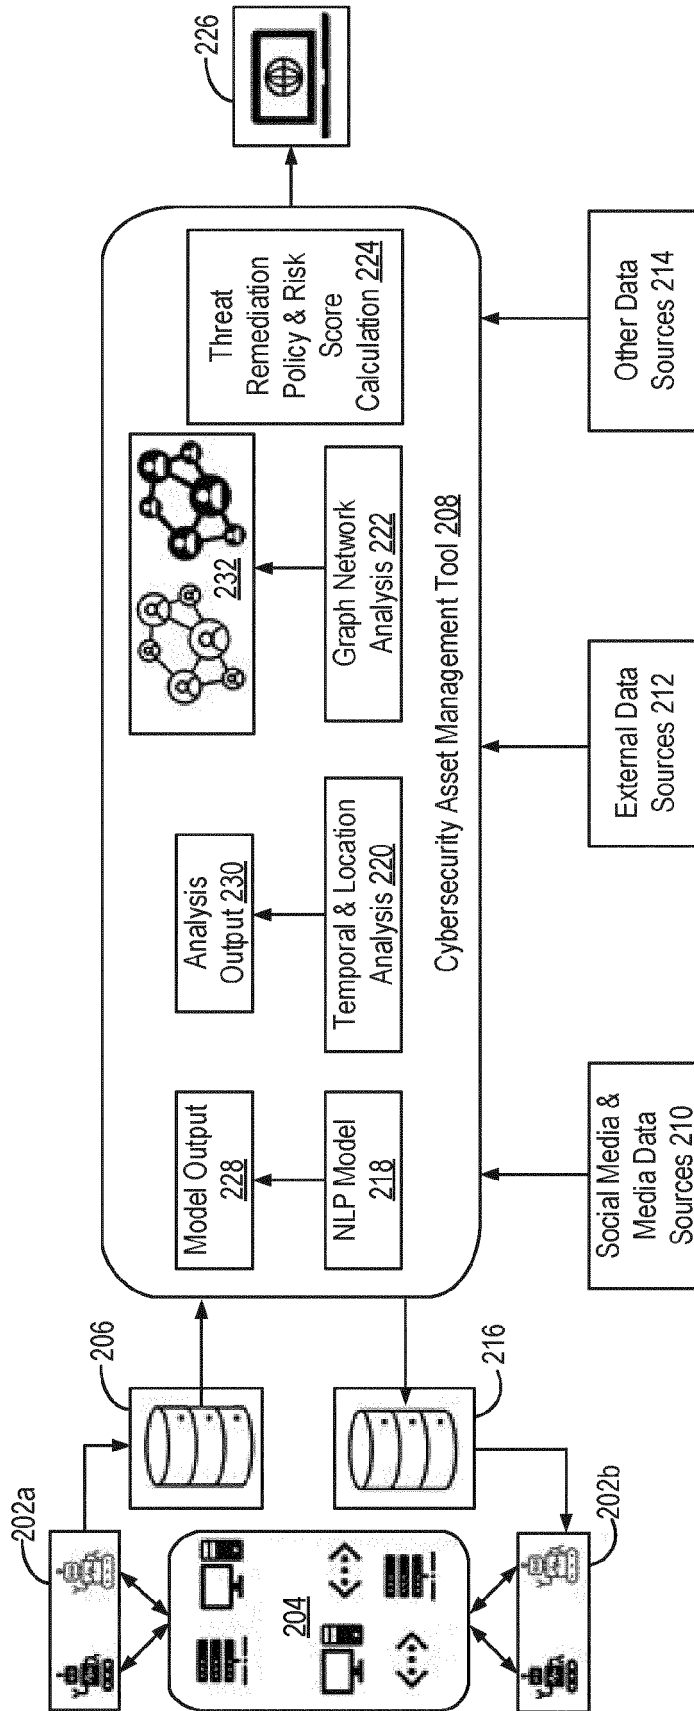 202a
206
204
216
202b
Model Output
228
NLP Model
218
Analysis
Output 230
Temporal & Location
Analysis 220
232
Graph Network
Analysis 222
Threat
Remediation
Policy & Risk
Score
Calculation 224
Cybersecurity Asset Management Tool 208
226
Social Media &
Media Data
Sources 210
External Data
Sources 212
Other Data
Sources 214